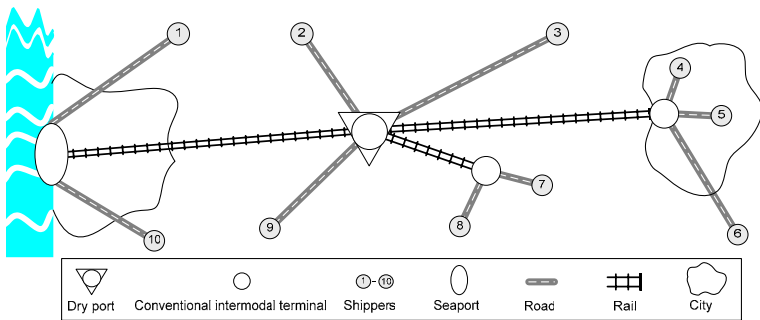 1
2
3
4
5
6
7
8
9
10
1 - 10
Dry port
Conventional intermodal terminal
Shippers
Seaport
Road
Rail
City